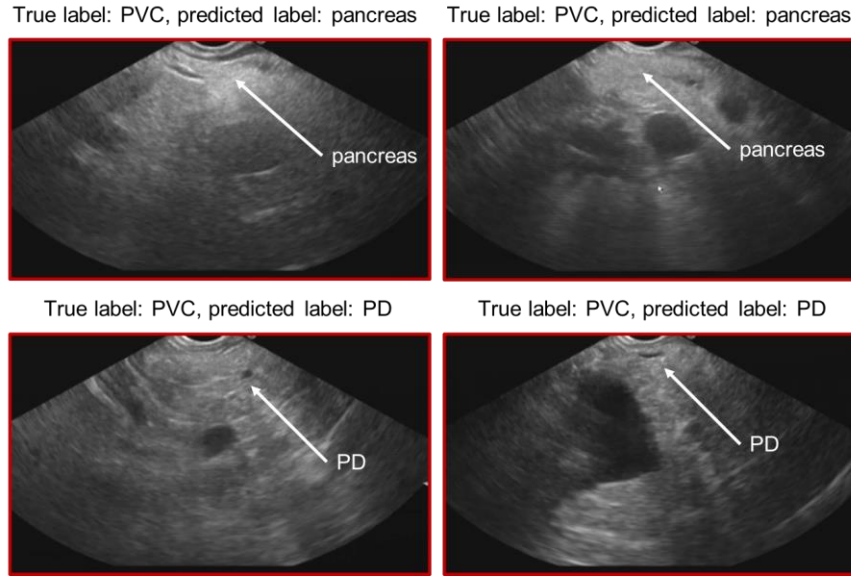 True label: PVC, predicted label: pancreas
True label: PVC, predicted label: pancreas
pancreas
pancreas
True label: PVC, predicted label: PD
True label: PVC, predicted label: PD
PD
PD